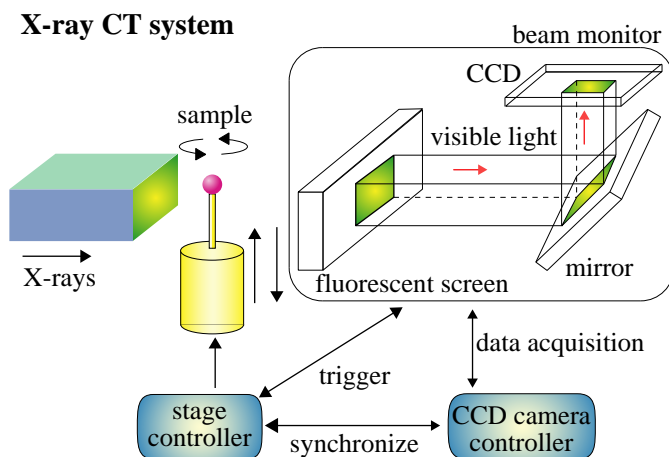 X-ray CT system
beam monitor
CCD
sample
visible light
X-rays
mirror
fluorescent screen
data acquisition
trigger
stage
controller
synchronize
CCD camera
controller